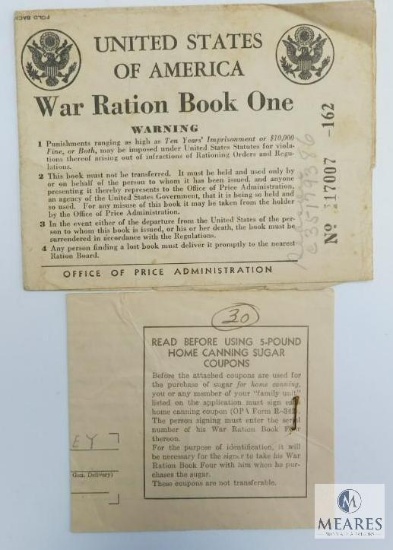 FOLD BACK
UNITED STATES
OF AMERICA
War Ration Book One
WARNING
1 Punishments ranging as high as Ten Years' Imprisonment or $10,000
Fine, or Both, may be imposed under United States Statutes for viola-
tions thereof arising out of infractions of Rationing Orders and Regu-
lations.
2 This book must not be transferred. It must be held and used only by
or on behalf of the person to whom it has been issued, and anyone
presenting it thereby represents to the Office of Price Administration,
an agency of the United States Government, that it is being so held and
so used. For any misuse of this book it may be taken from the holder
by the Office of Price Administration.
3 In the event either of the departure from the United States of the per-
son to whom this book is issued, or his or her death, the book must be
surrendered in accordance with the Regulations.
4 Any person finding a lost book must deliver it promptly to the nearest
Ration Board.
OFFICE OF PRICE ADMINISTRATION
No 117007 -162
30
READ BEFORE USING 5-POUND
HOME CANNING SUGAR
COUPONS
Before the attached coupons are used for
the purchase of sugar for home canning,
you or any member of your "family unit"
listed on the application must sign each
home canning coupon (OPA Form R-342).
The person signing must enter the serial
number of his War Ration Book Four
thereon.
For the purpose of identification, it will
be necessary for the signer to take his War
Ration Book Four with him when he pur-
chases the sugar.
These coupons are not transferable.
EY
Gen. Delivery)
M
MEARES